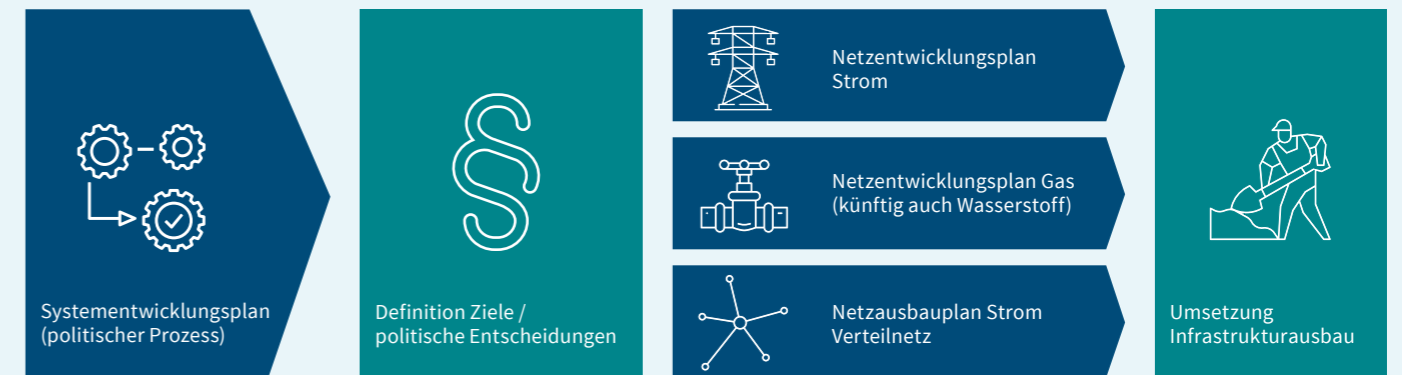 Systementwicklungsplan
(politischer Prozess)
Definition Ziele /
politische Entscheidungen
Netzentwicklungsplan
Strom
Netzentwicklungsplan Gas
(künftig auch Wasserstoff)
Netzausbauplan Strom
Verteilnetz
Umsetzung
Infrastrukturausbau